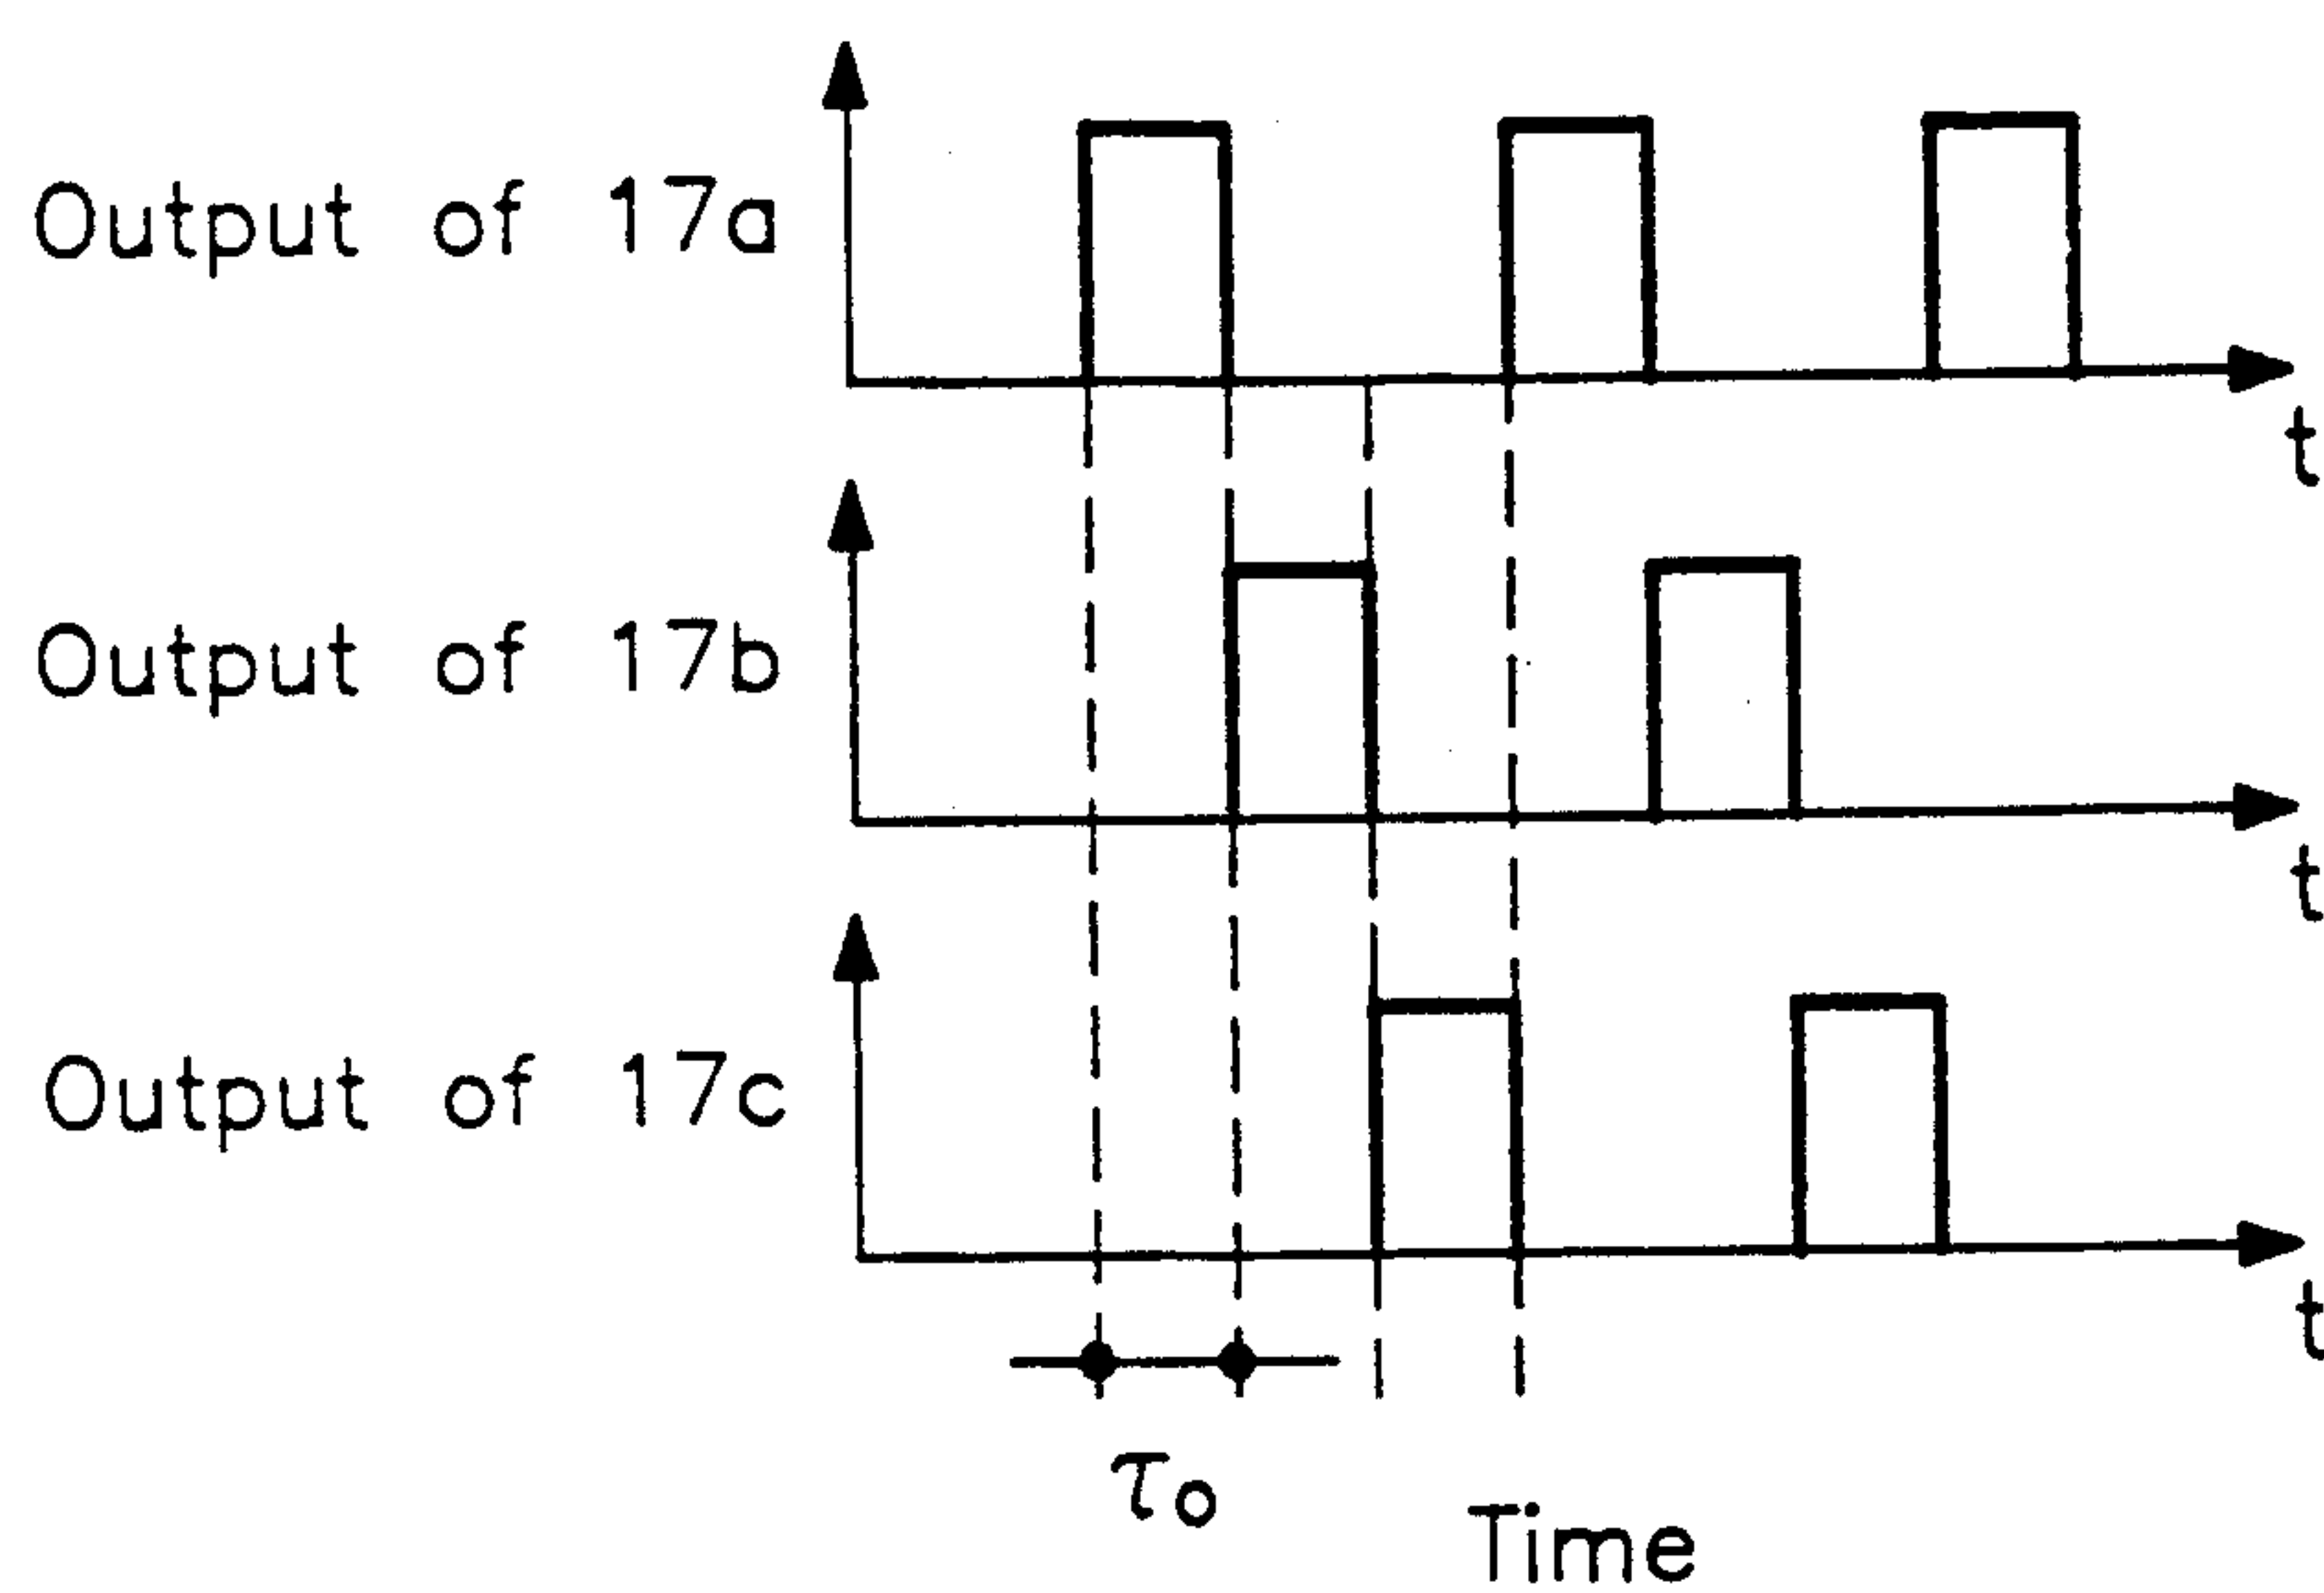 Output of 17a
t
Output of 17b
t
Output of 17c
t
τo
Time